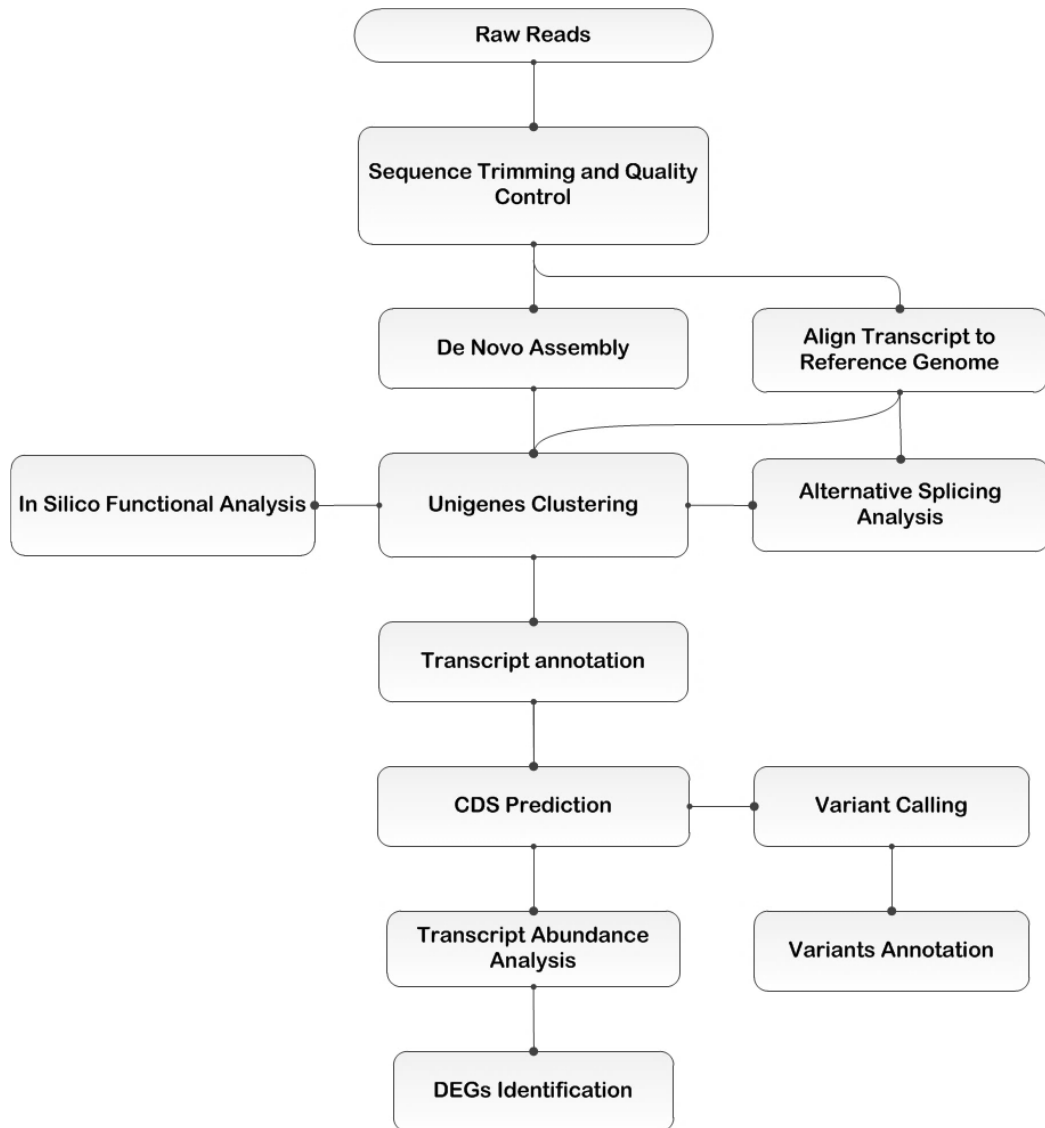 Raw Reads
Sequence Trimming and Quality
Control
De Novo Assembly
Align Transcript to
Reference Genome
In Silico Functional Analysis
Unigenes Clustering
Alternative Splicing
Analysis
Transcript annotation
CDS Prediction
Variant Calling
Transcript Abundance
Analysis
Variants Annotation
DEGs Identification